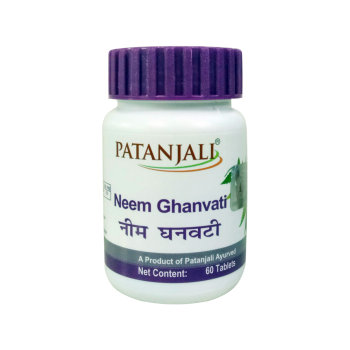 PATANJALI®
Neem Ghanvati
नीम घनवटी
A Product of Patanjali Ayurved
Net Content: 60 Tablets